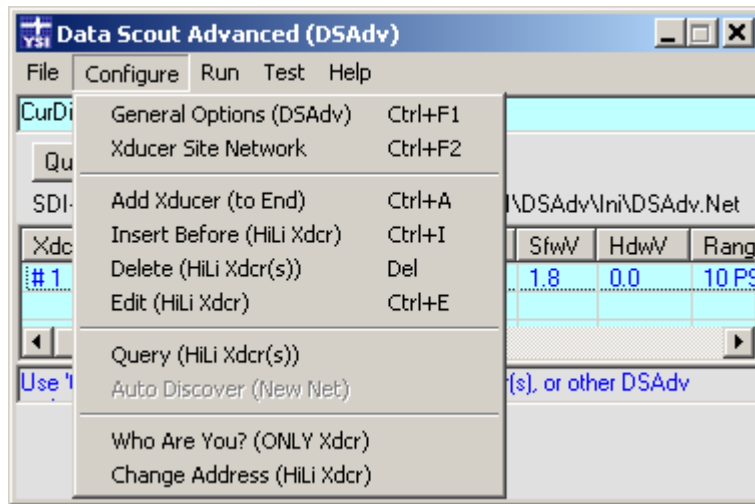 YSI Data Scout Advanced (DSAdv)
File Configure Run Test Help
CurDi
General Options (DSAdv) Ctrl+F1
Xducer Site Network Ctrl+F2
Qu
SDI-
Add Xducer (to End) Ctrl+A
\DSAdv\Ini\DSAdv.Net
Insert Before (HiLi Xdcr) Ctrl+I
Xdc SfwV HdwV Rang
Delete (HiLi Xdcr(s)) Del
# 1 1.8 0.0 10 PS
Edit (HiLi Xdcr) Ctrl+E
Query (HiLi Xdcr(s))
Auto Discover (New Net)
Use '
r(s), or other DSAdv
Who Are You? (ONLY Xdcr)
Change Address (HiLi Xdcr)